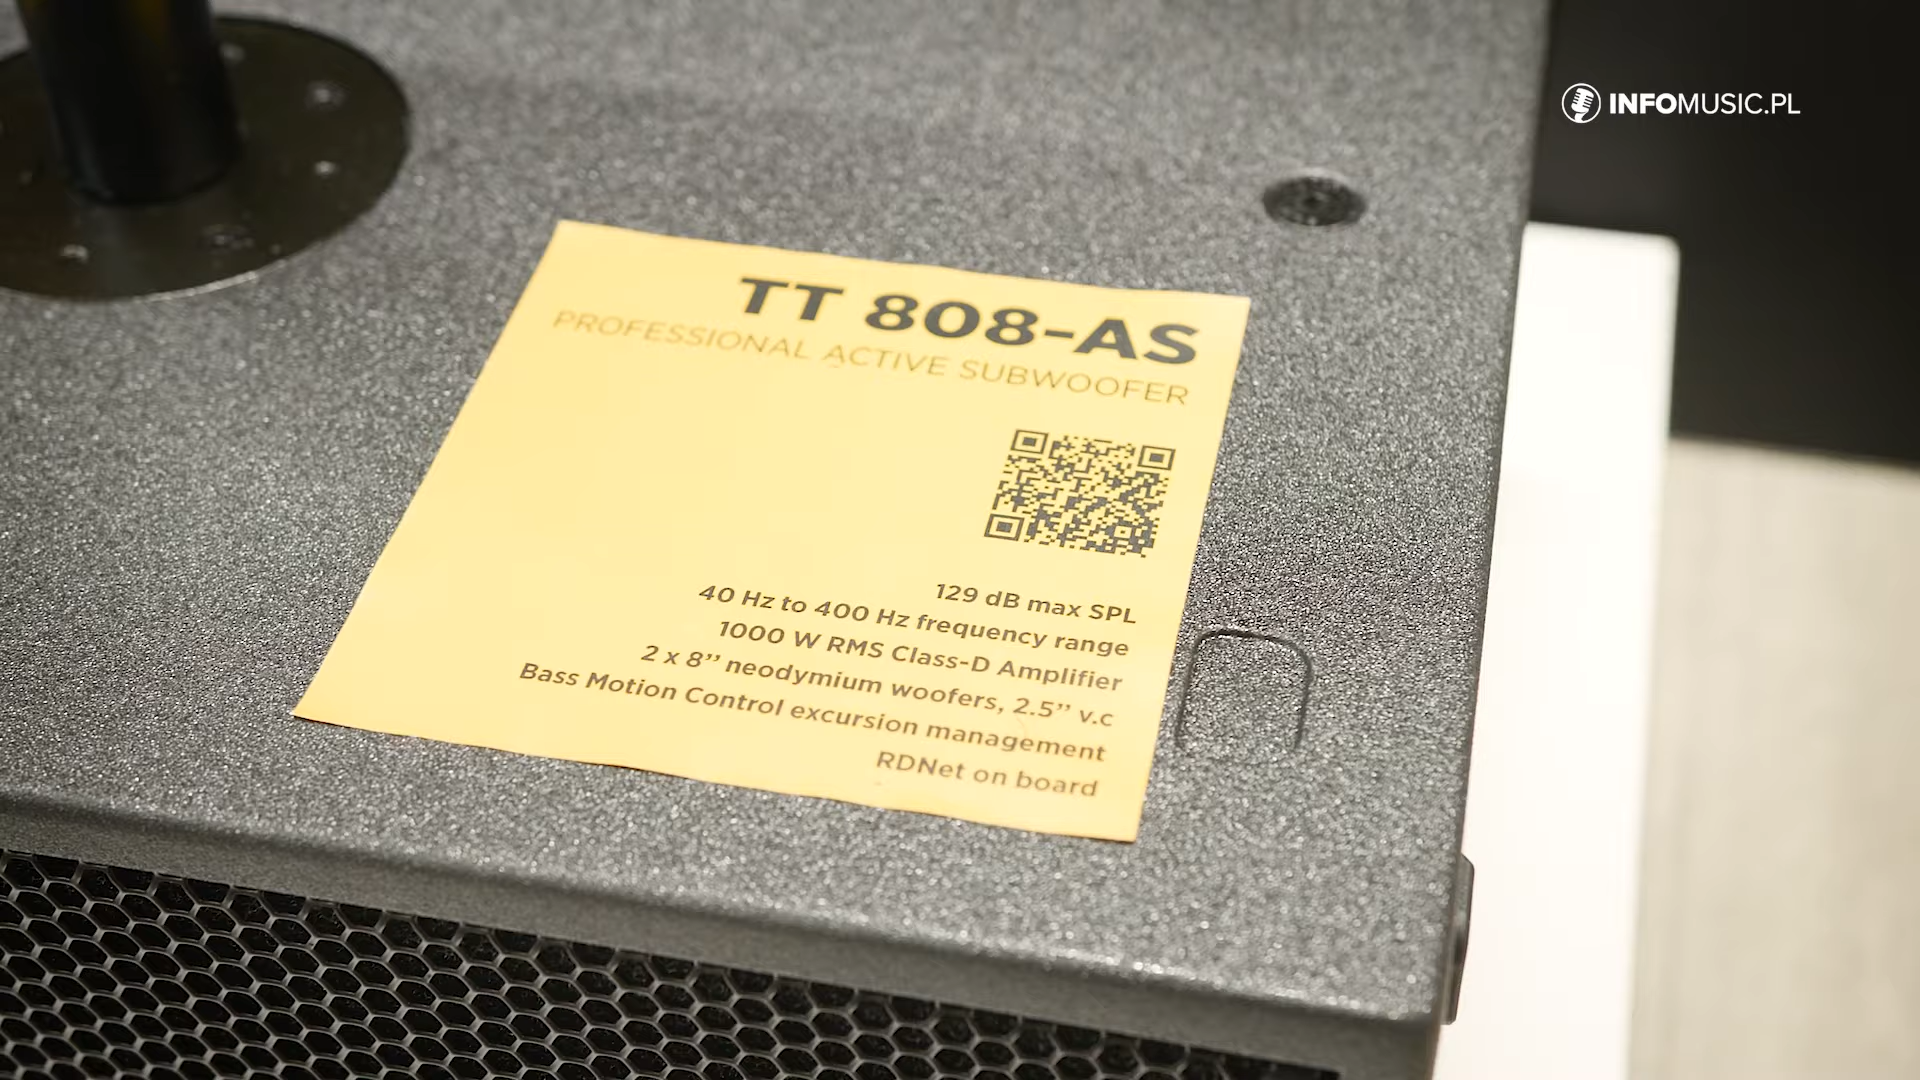 INFOMUSIC.PL
TT 808-AS
PROFESSIONAL ACTIVE SUBWOOFER
129 dB max SPL
40 Hz to 400 Hz frequency range
1000 W RMS Class-D Amplifier
2 x 8’’ neodymium woofers, 2.5’’ v.c
Bass Motion Control excursion management
RDNet on board